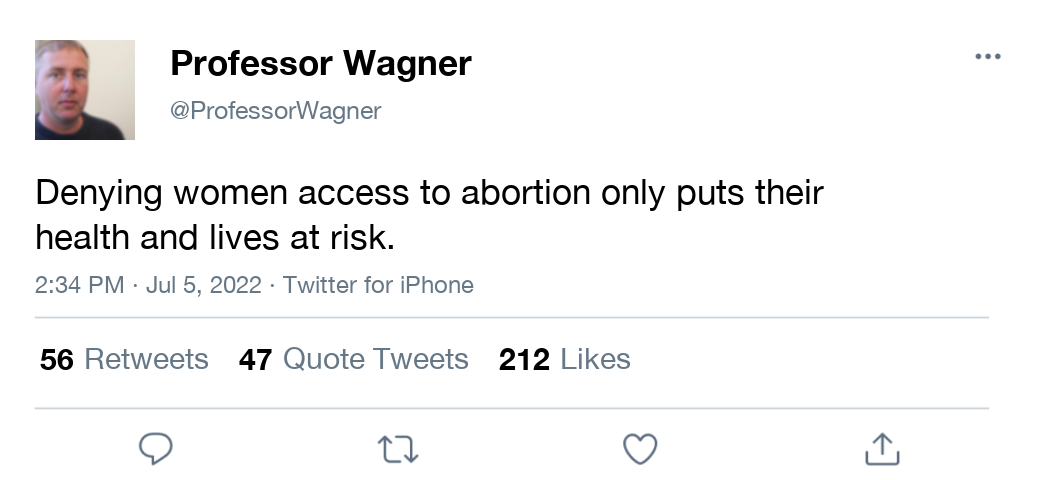 Professor Wagner
@ProfessorWagner
Denying women access to abortion only puts their
health and lives at risk.
2:34 PM · Jul 5, 2022 · Twitter for iPhone
56 Retweets 47 Quote Tweets 212 Likes